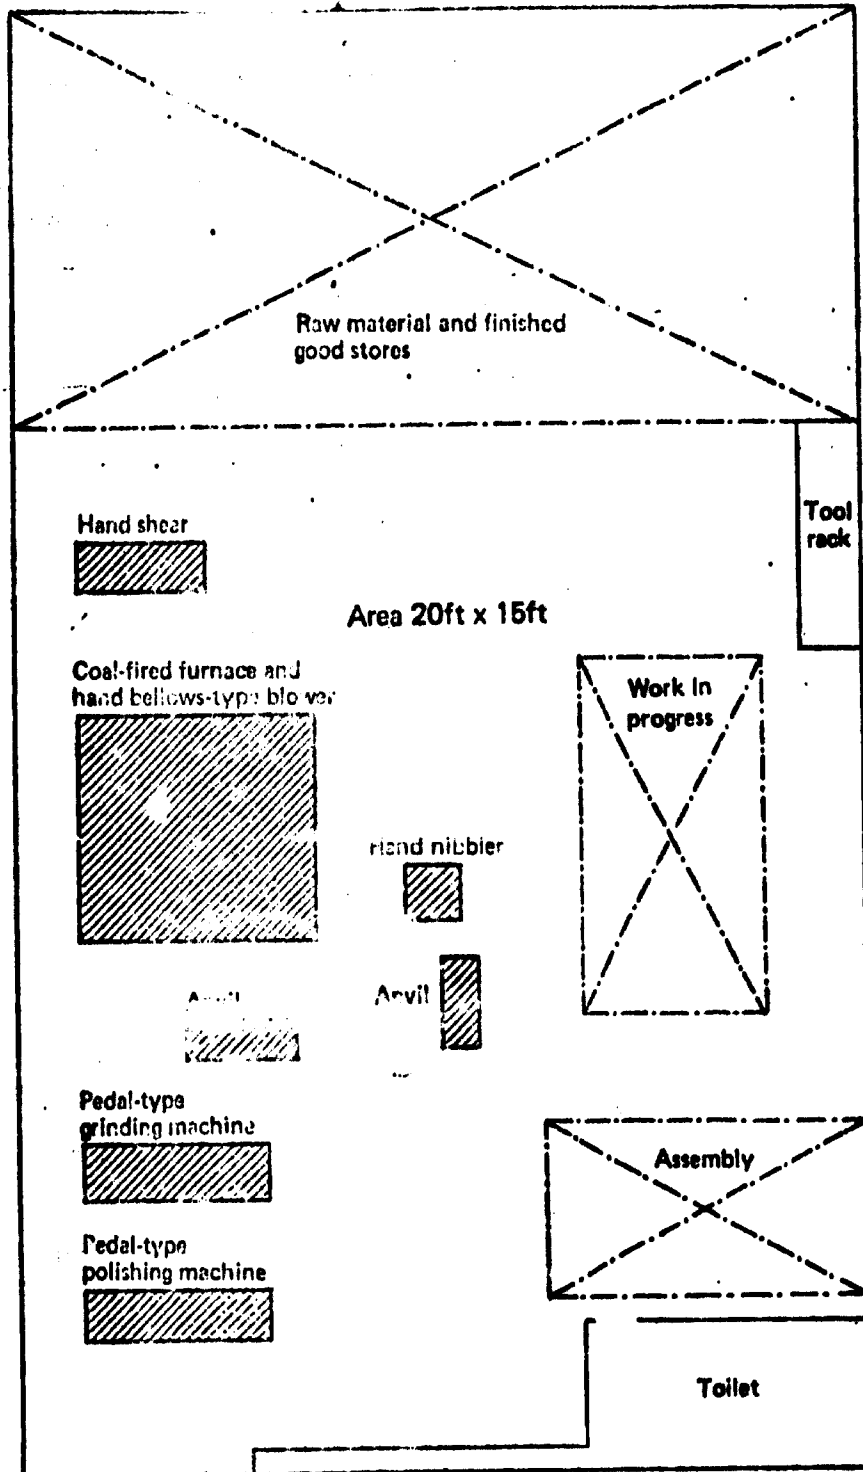 Raw material and finished
good stores
Tool
rack
Hand shear
Area 20ft x 15ft
Coal-fired furnace and
hand bellows-type blower
Work in
progress
Hand nibbler
Anvil
Anvil
Pedal-type
grinding machine
Assembly
Pedal-type
polishing machine
Toilet